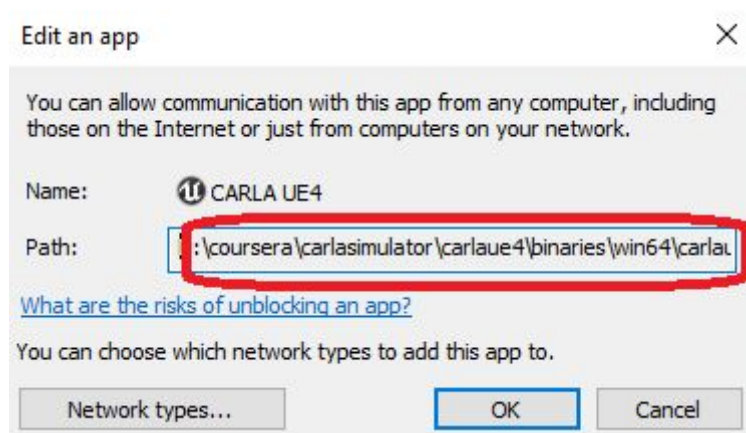 Edit an app
You can allow communication with this app from any computer, including
those on the Internet or just from computers on your network.
Name: CARLA UE4
Path: :\coursera\carlasimulator\carlaue4\binaries\win64\carlau
What are the risks of unblocking an app?
You can choose which network types to add this app to.
Network types... OK Cancel